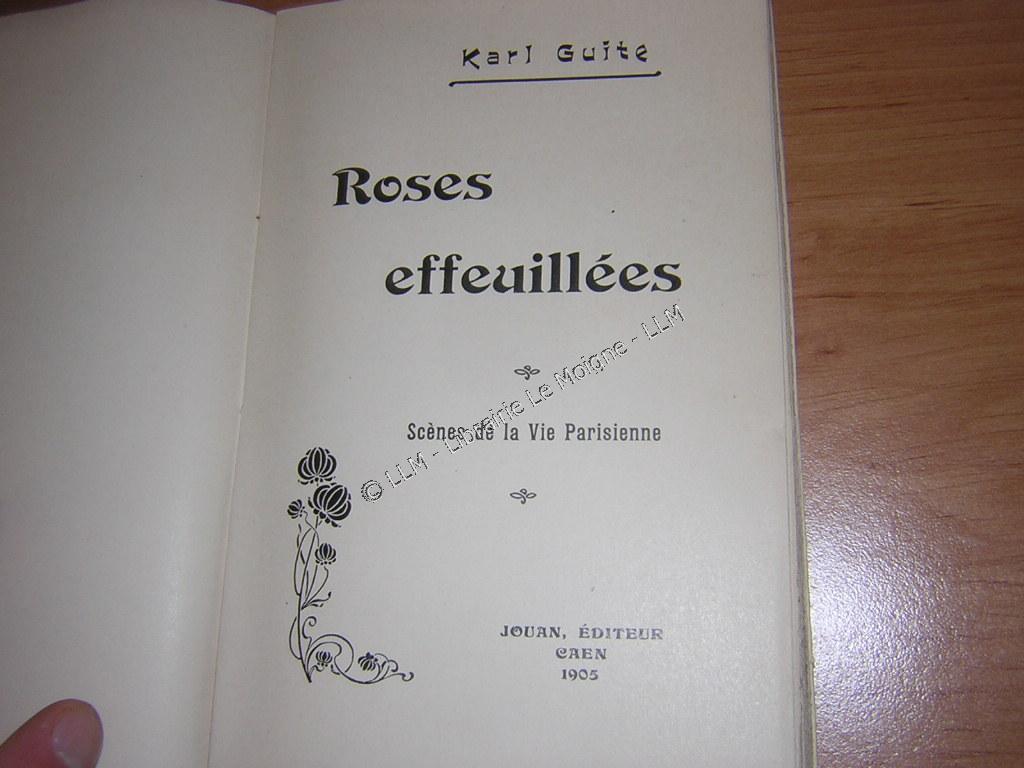 Karl Guite
Roses
effeuillées
Scènes de la Vie Parisienne
© LLM - Librairie Le Moigne - LLM
JOUAN, ÉDITEUR
CAEN
1905